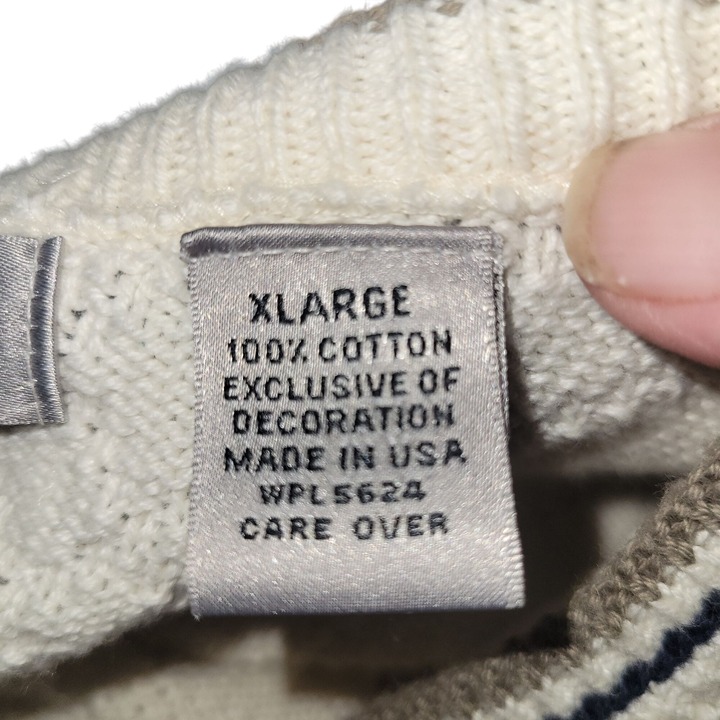 XLARGE
100% COTTON
EXCLUSIVE OF
DECORATION
MADE IN USA
WPL5624
CARE OVER